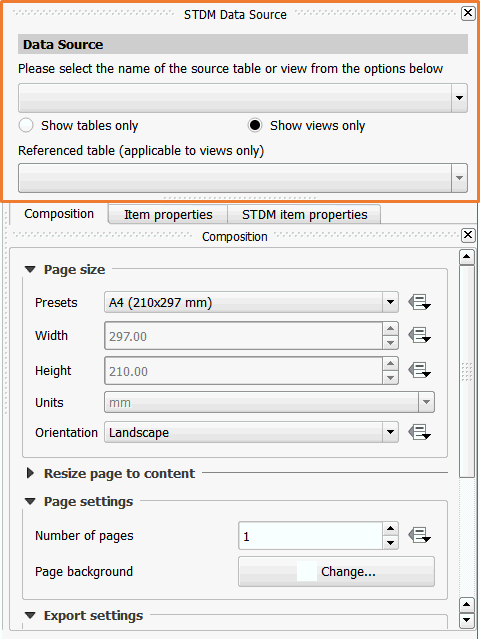 STDM Data Source
Data Source
Please select the name of the source table or view from the options below
Show tables only Show views only
Referenced table (applicable to views only)
Composition Item properties STDM item properties
Composition
Page size
Presets A4 (210x297 mm)
Width 297.00
Height 210.00
Units mm
Orientation Landscape
Resize page to content
Page settings
Number of pages 1
Page background Change...
Export settings